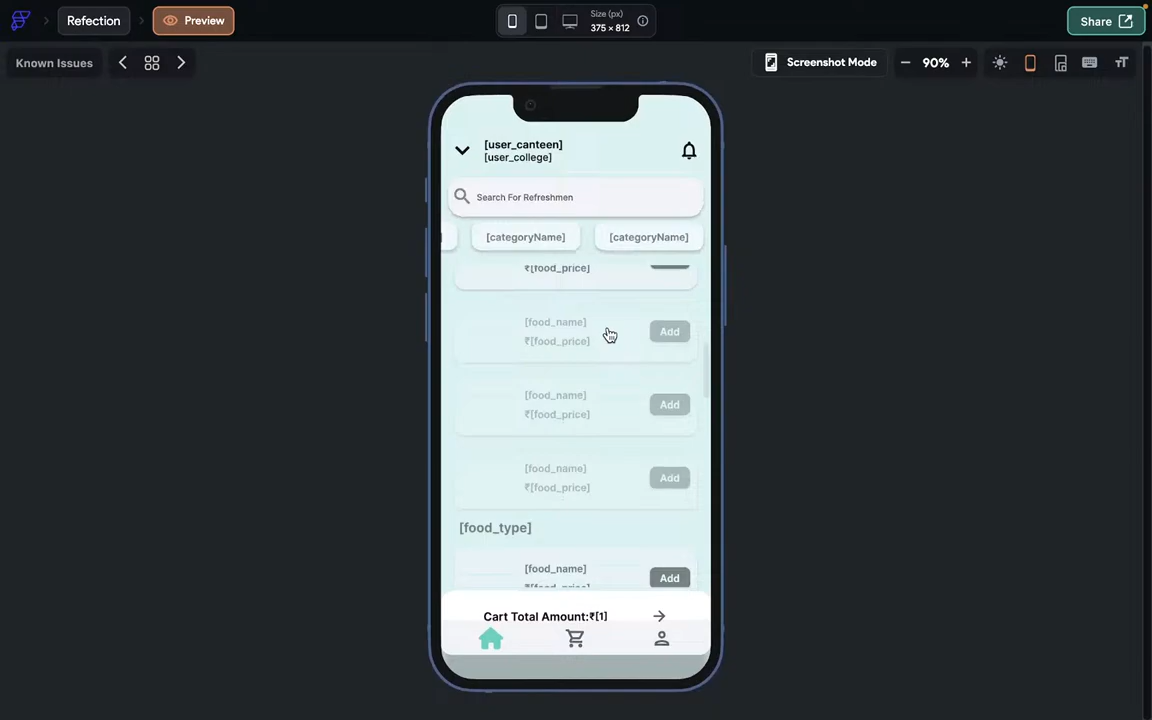 Refection
Preview
Size (px)
375 × 812
Share
Known Issues
Screenshot Mode
90%
[user_canteen]
[user_college]
Search For Refreshmen
]
[categoryName]
[categoryName]
₹[food_price]
[food_name]
₹[food_price]
Add
[food_name]
₹[food_price]
Add
[food_name]
₹[food_price]
Add
[food_type]
[food_name]
₹[food_price]
Add
Cart Total Amount:₹[1]